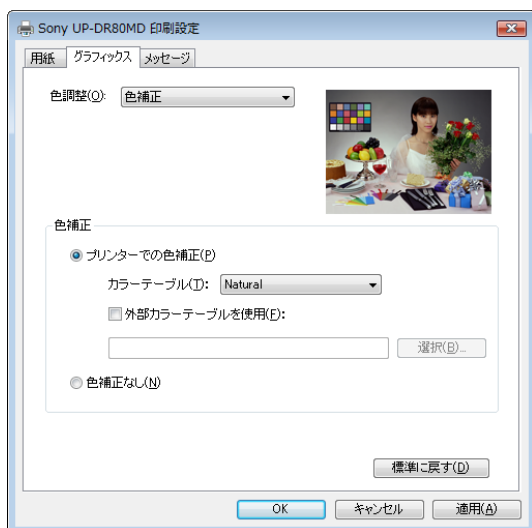 Sony UP-DR80MD 印刷設定
用紙 グラフィックス メッセージ
色調整(O): 色補正
色補正
プリンターでの色補正(P)
カラーテーブル(T): Natural
外部カラーテーブルを使用(F):
選択(B)...
色補正なし(N)
標準に戻す(D)
OK キャンセル 適用(A)